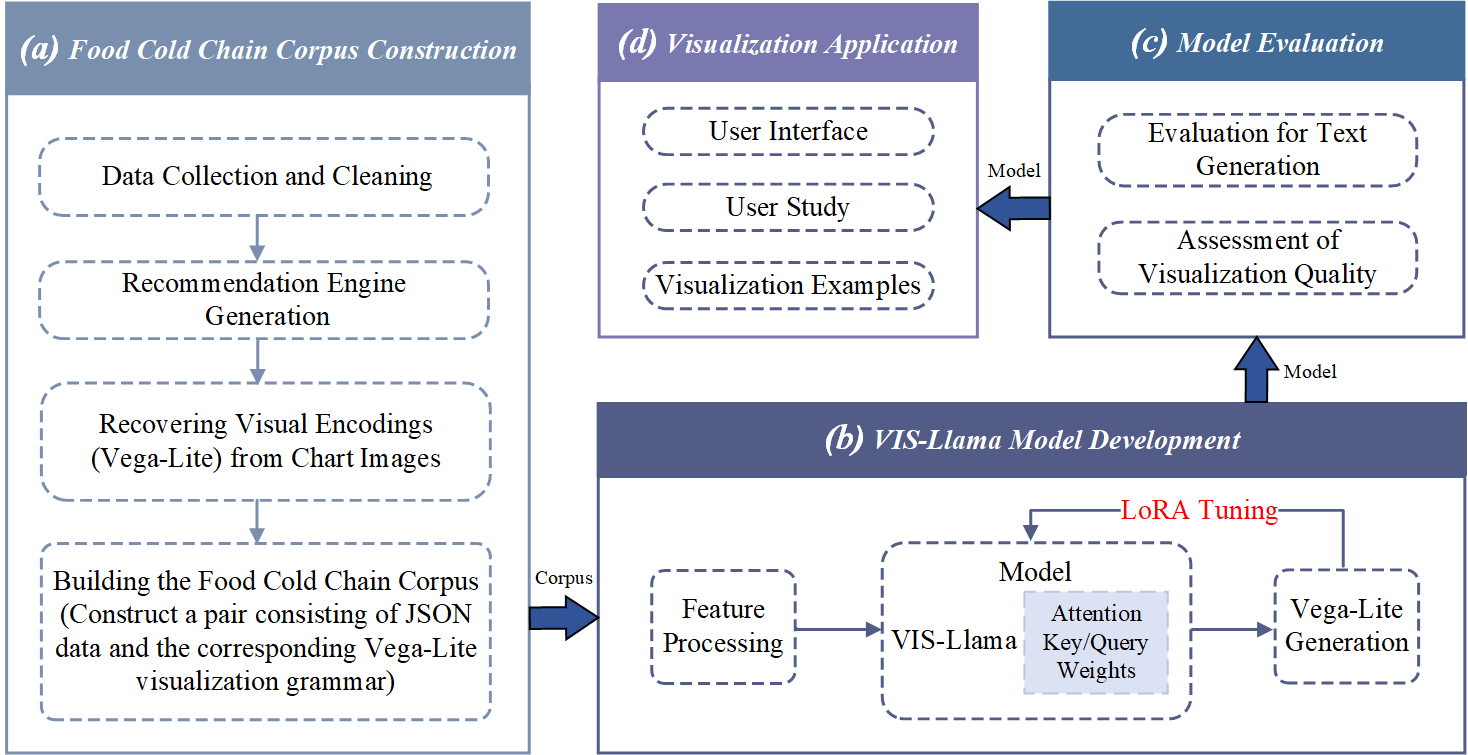 (a) Food Cold Chain Corpus Construction
Data Collection and Cleaning
Recommendation Engine
Generation
Recovering Visual Encodings
(Vega-Lite) from Chart Images
Building the Food Cold Chain Corpus
(Construct a pair consisting of JSON
data and the corresponding Vega-Lite
visualization grammar)
Corpus
(b) VIS-Llama Model Development
LoRA Tuning
Feature
Processing
Model
VIS-Llama
Attention
Key/Query
Weights
Vega-Lite
Generation
Model
(c) Model Evaluation
Evaluation for Text
Generation
Assessment of
Visualization Quality
Model
(d) Visualization Application
User Interface
User Study
Visualization Examples